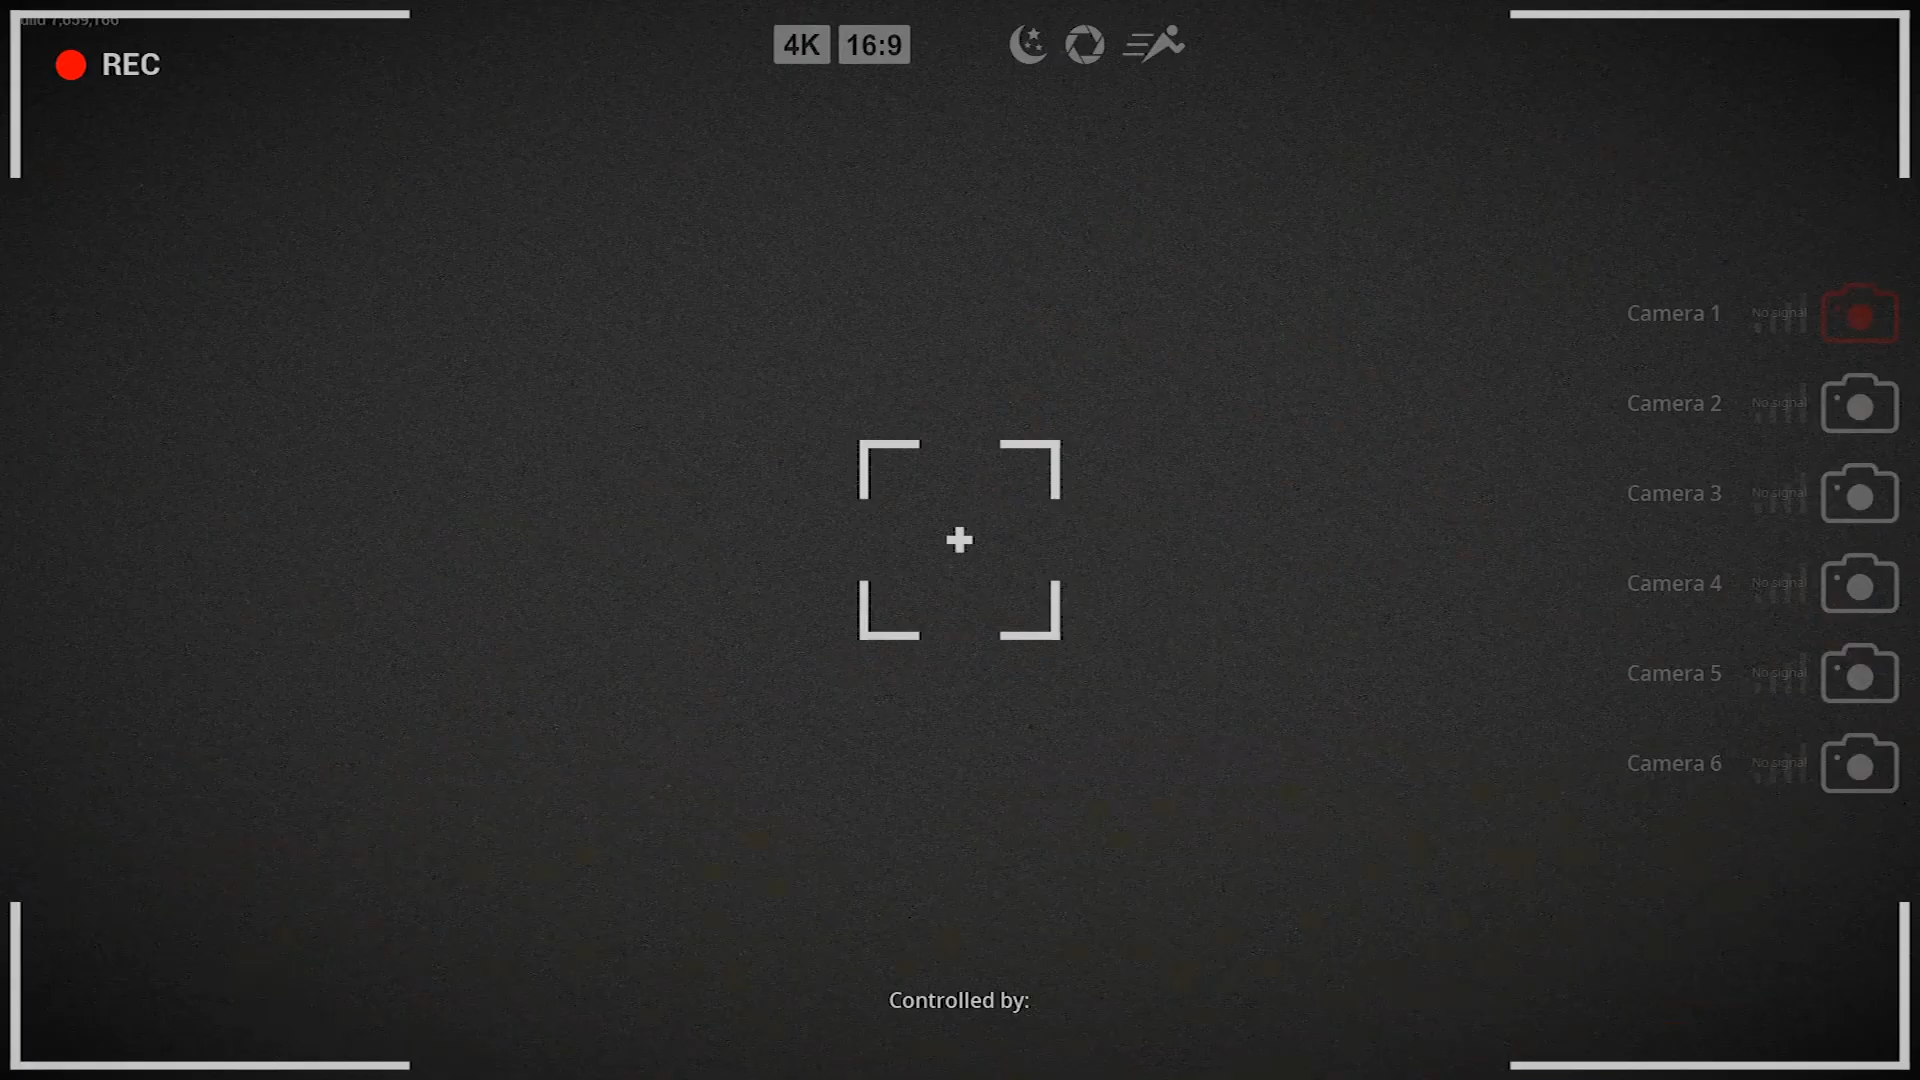 REC
4K 16:9
Camera 1 No signal
Camera 2 No signal
Camera 3 No signal
Camera 4 No signal
Camera 5 No signal
Camera 6 No signal
Controlled by: